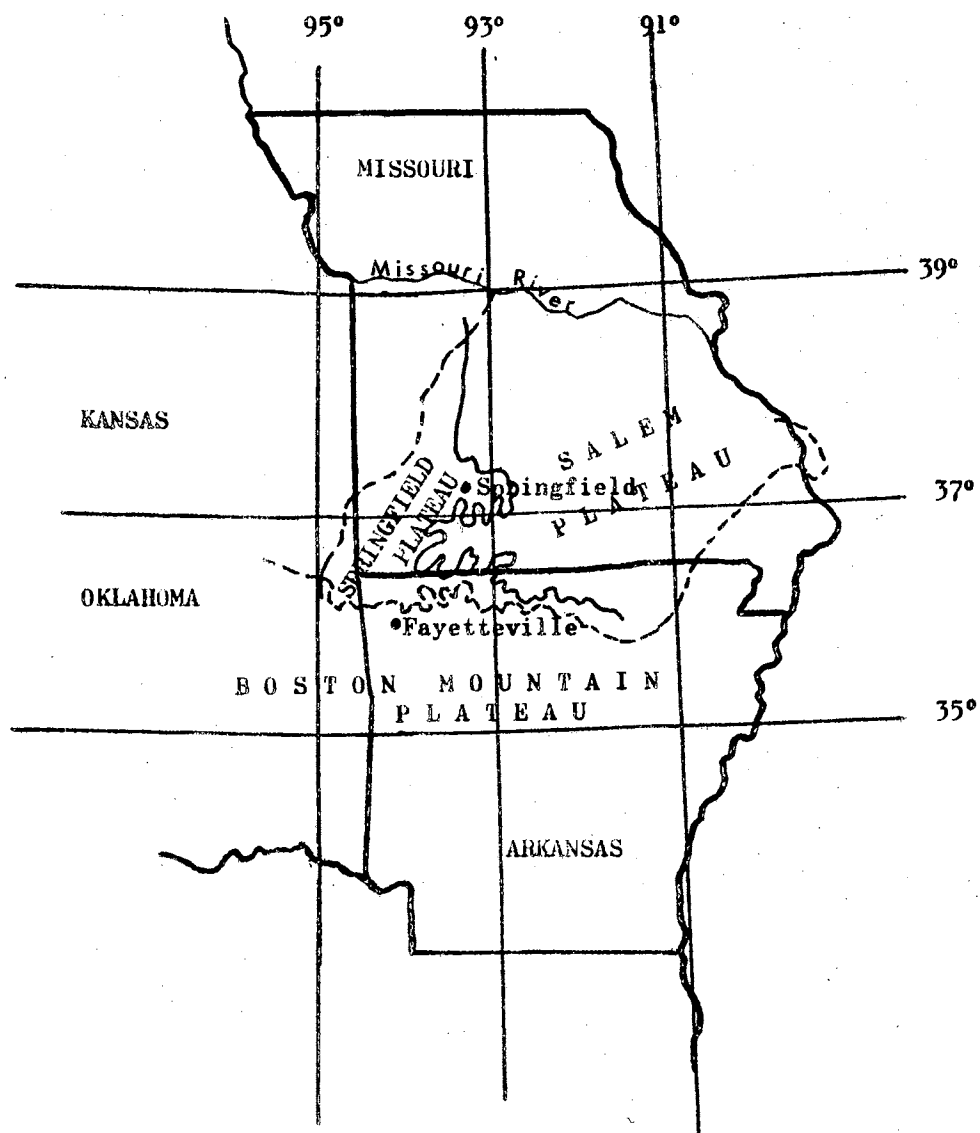 95° 93° 91°
MISSOURI
Missouri River
39°
KANSAS
SALEM
PLATEAU
SPRINGFIELD
PLATEAU
Springfield
37°
OKLAHOMA
Fayetteville
BOSTON MOUNTAIN
PLATEAU
35°
ARKANSAS